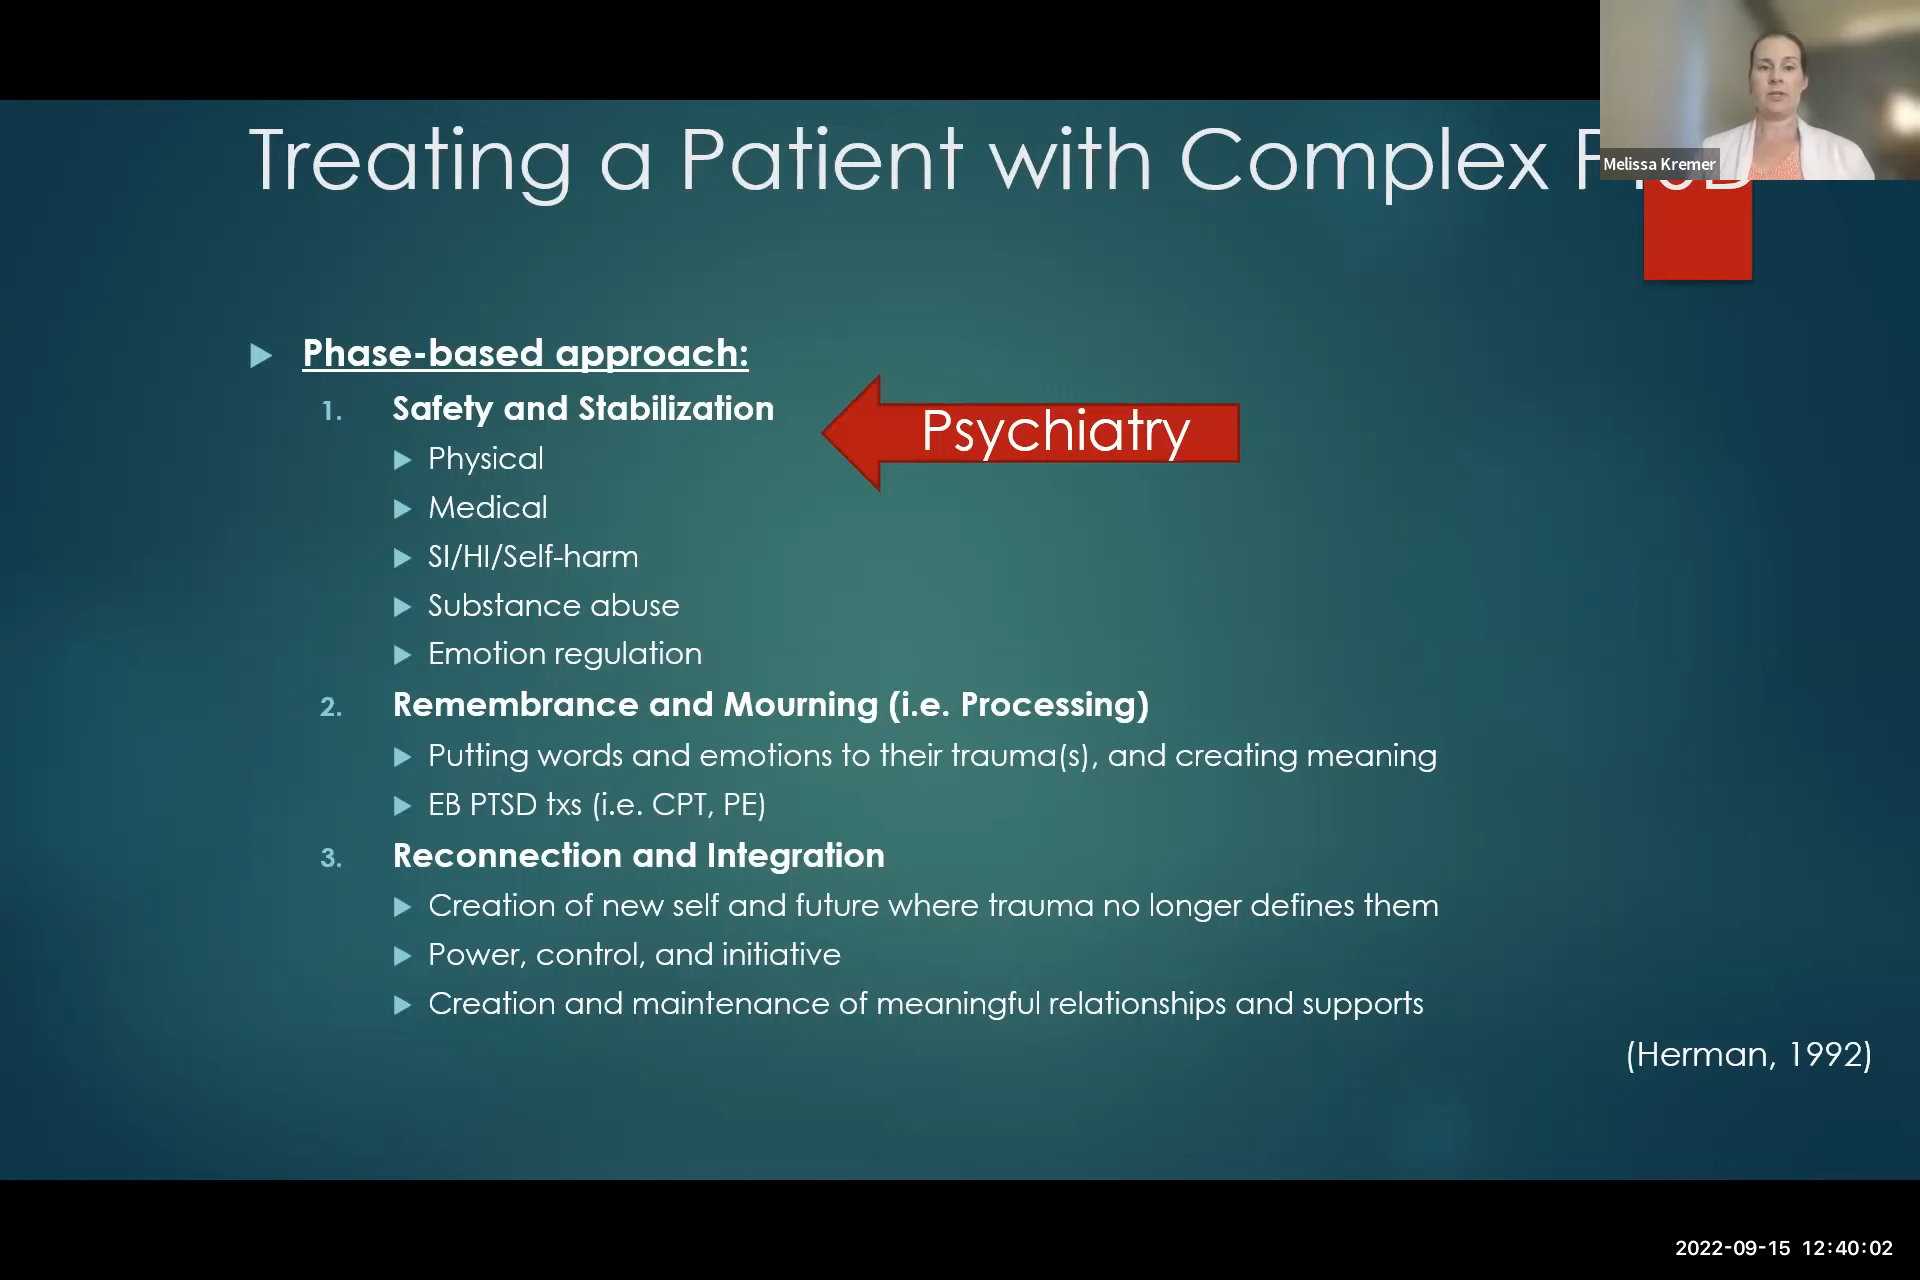 Treating a Patient with Complex
Melissa Kremer
Phase-based approach:
1. Safety and Stabilization
Psychiatry
Physical
Medical
SI/HI/Self-harm
Substance abuse
Emotion regulation
2. Remembrance and Mourning (i.e. Processing)
Putting words and emotions to their trauma(s), and creating meaning
EB PTSD txs (i.e. CPT, PE)
3. Reconnection and Integration
Creation of new self and future where trauma no longer defines them
Power, control, and initiative
Creation and maintenance of meaningful relationships and supports
(Herman, 1992)
2022-09-15 12:40:02